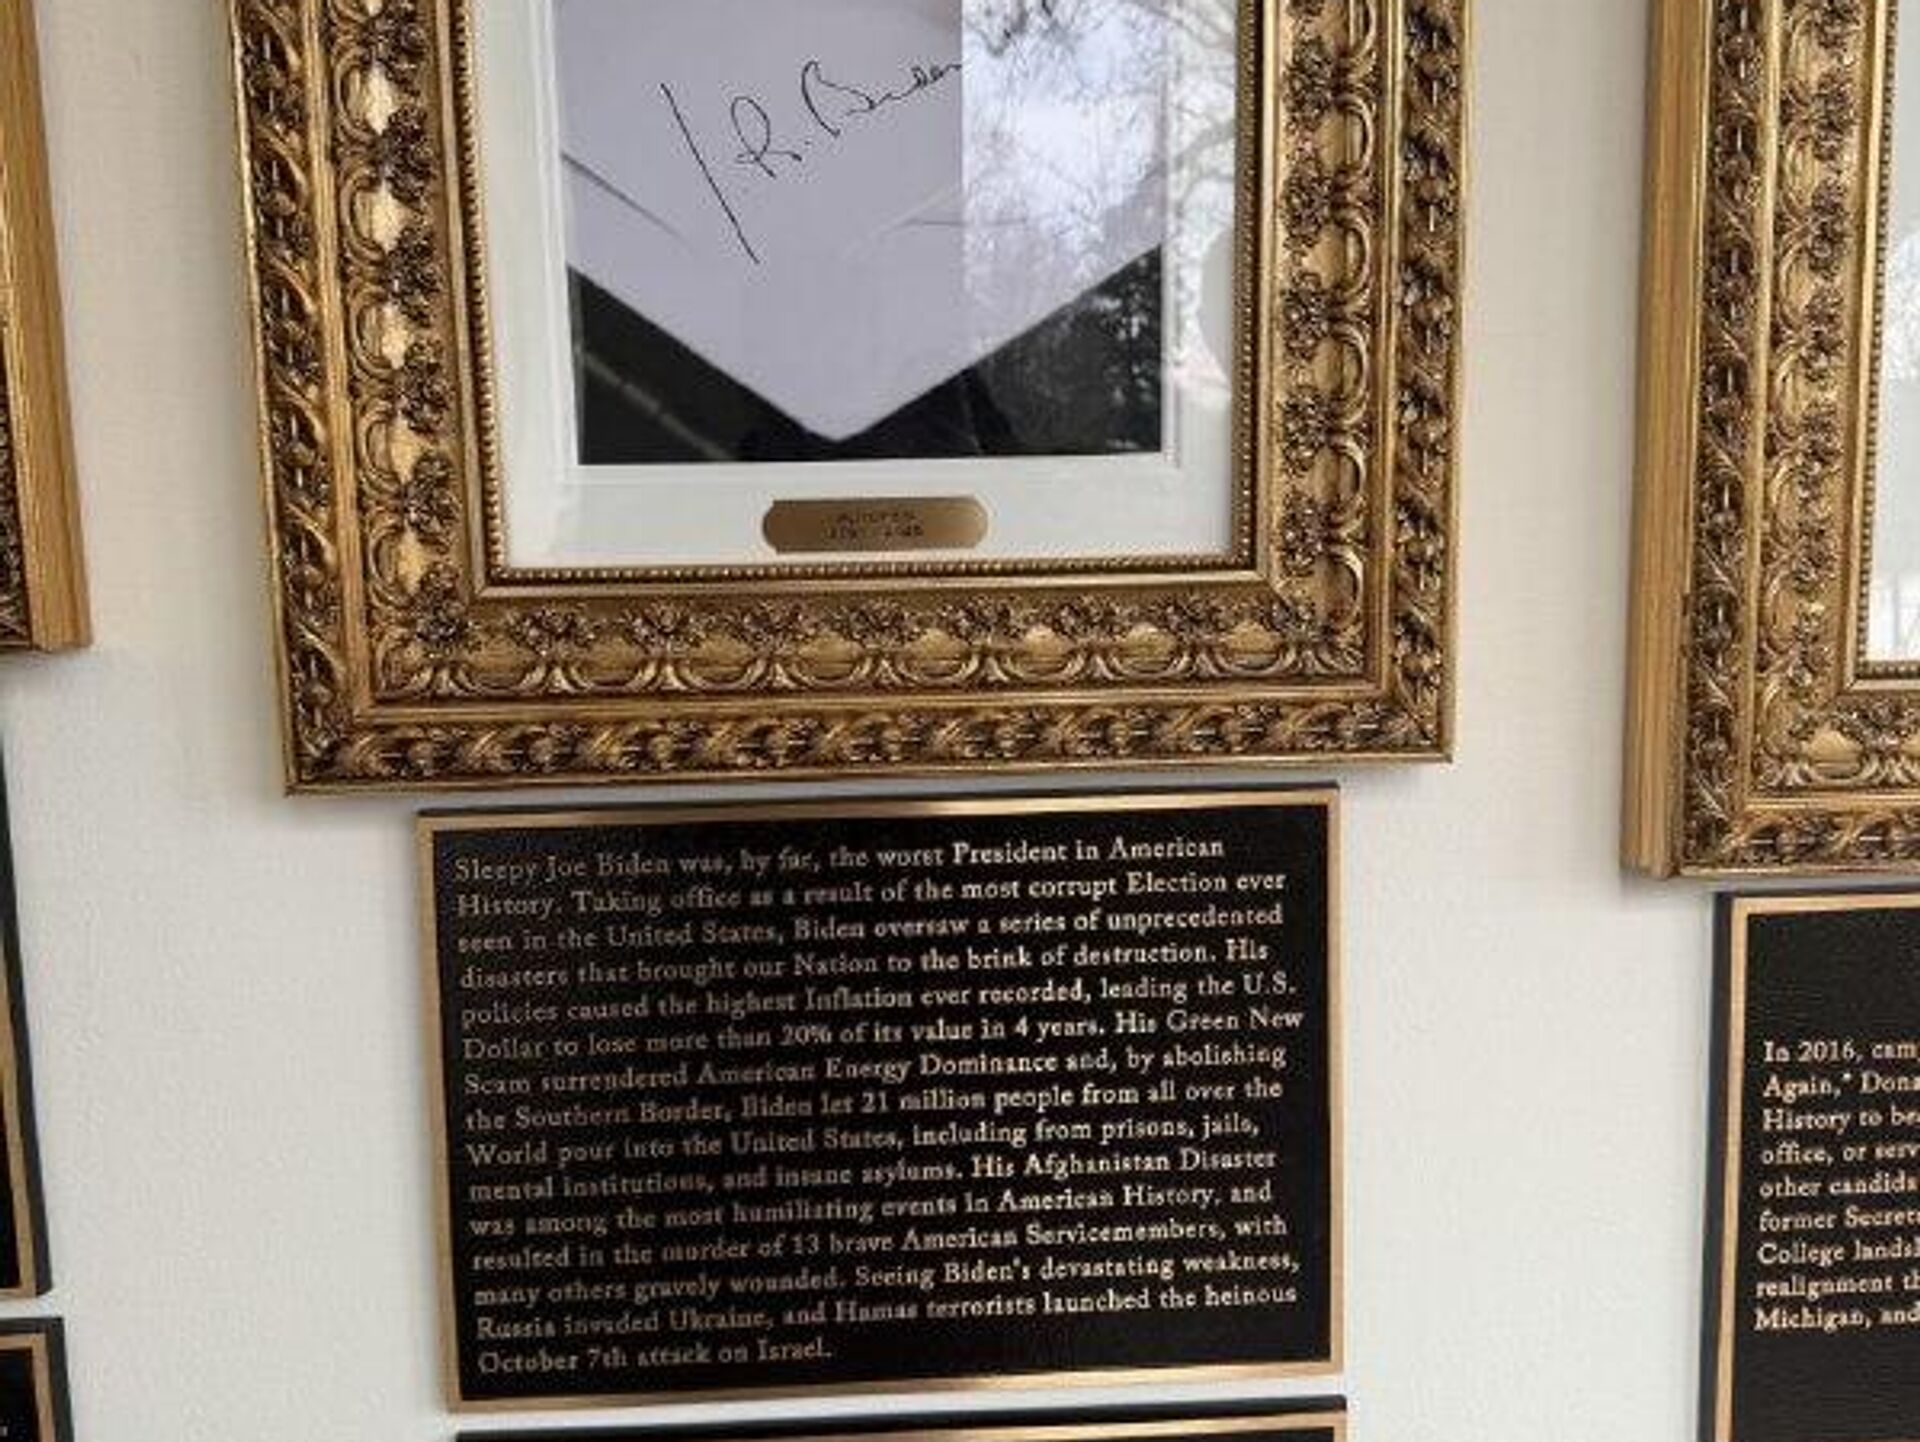 J. R. Biden
AUTOPEN
Sleepy Joe Biden was, by far, the worst President in American
History. Taking office as a result of the most corrupt Election ever
seen in the United States, Biden oversaw a series of unprecedented
disasters that brought our Nation to the brink of destruction. His
policies caused the highest Inflation ever recorded, leading the U.S.
Dollar to lose more than 20% of its value in 4 years. His Green New
Scam surrendered American Energy Dominance and, by abolishing
the Southern Border, Biden let 21 million people from all over the
World pour into the United States, including from prisons, jails,
mental institutions, and insane asylums. His Afghanistan Disaster
was among the most humiliating events in American History, and
resulted in the murder of 13 brave American Servicemembers, with
many others gravely wounded. Seeing Biden's devastating weakness,
Russia invaded Ukraine, and Hamas terrorists launched the heinous
October 7th attack on Israel.
In 2016, cam
Again," Dona
History to be
office, or serv
other candida
former Secreta
College landsl
realignment th
Michigan, and